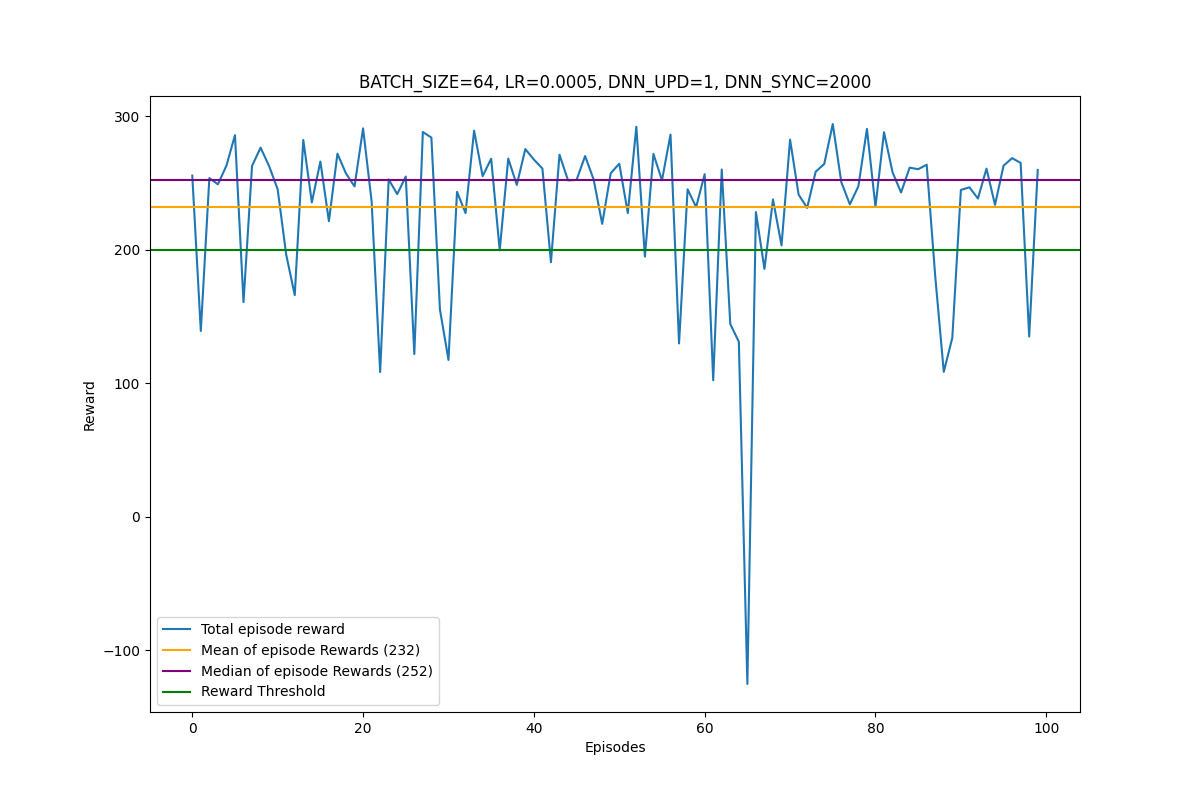 BATCH_SIZE=64, LR=0.0005, DNN_UPD=1, DNN_SYNC=2000
300
200
100
0
−100
Reward
Total episode reward
Mean of episode Rewards (232)
Median of episode Rewards (252)
Reward Threshold
0 20 40 60 80 100
Episodes